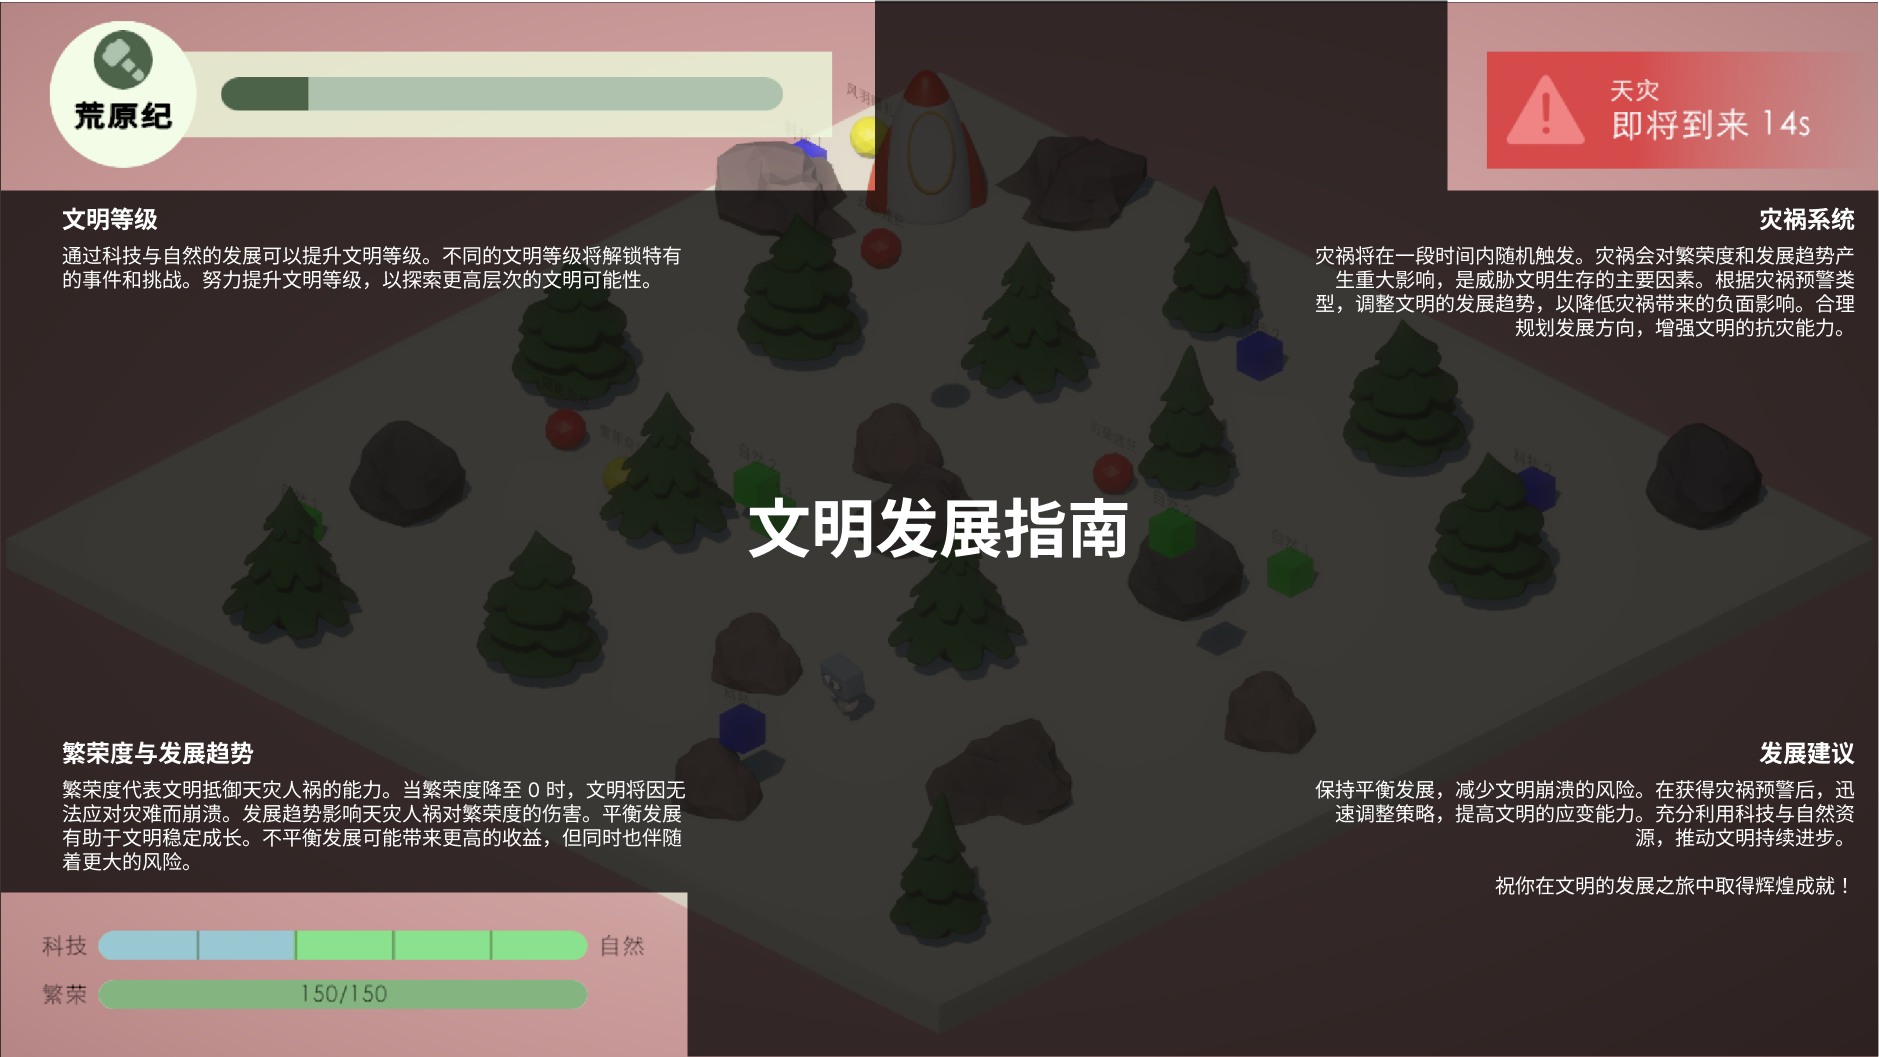 荒原纪
天灾
即将到来 14s
文明等级
通过科技与自然的发展可以提升文明等级。不同的文明等级将解锁特有
的事件和挑战。努力提升文明等级，以探索更高层次的文明可能性。
灾祸系统
灾祸将在一段时间内随机触发。灾祸会对繁荣度和发展趋势产
生重大影响，是威胁文明生存的主要因素。根据灾祸预警类
型，调整文明的发展趋势，以降低灾祸带来的负面影响。合理
规划发展方向，增强文明的抗灾能力。
文明发展指南
繁荣度与发展趋势
繁荣度代表文明抵御天灾人祸的能力。当繁荣度降至 0 时，文明将因无
法应对灾难而崩溃。发展趋势影响天灾人祸对繁荣度的伤害。平衡发展
有助于文明稳定成长。不平衡发展可能带来更高的收益，但同时也伴随
着更大的风险。
发展建议
保持平衡发展，减少文明崩溃的风险。在获得灾祸预警后，迅
速调整策略，提高文明的应变能力。充分利用科技与自然资
源，推动文明持续进步。
祝你在文明的发展之旅中取得辉煌成就！
科技
自然
繁荣
150/150